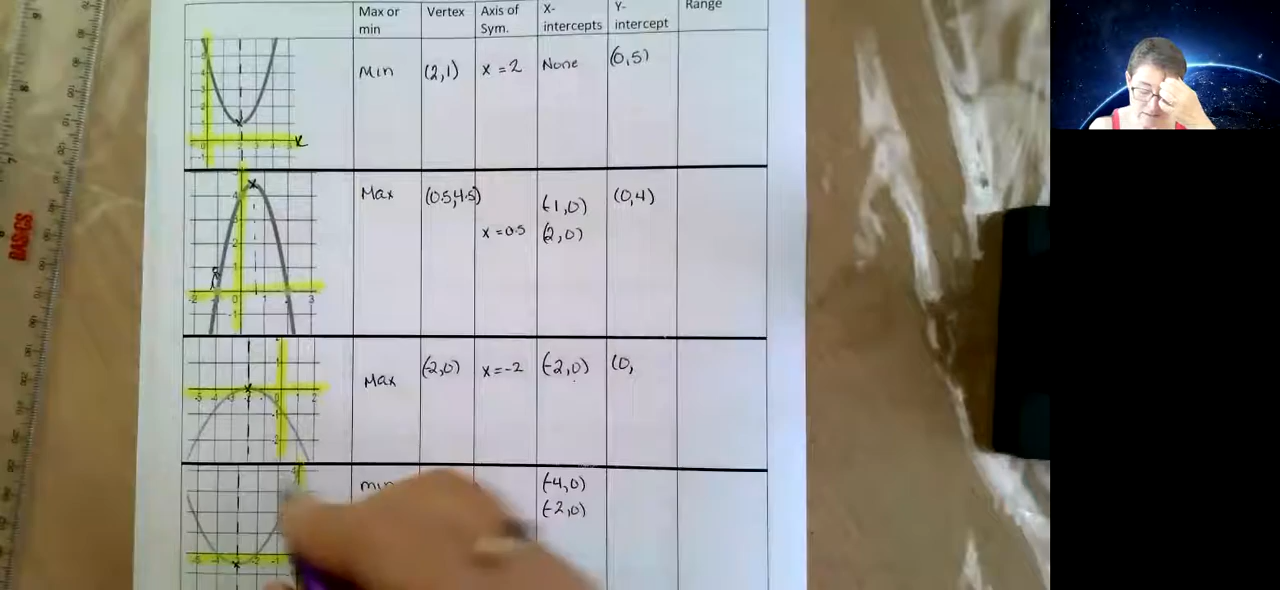 Max or min Vertex Axis of Sym. X-intercepts Y-intercept Range
Min (2,1) x = 2 None (0,5)
Max (0.5,4.5) x = 0.5 (-1,0) (2,0) (0,4)
Max (-2,0) x = -2 (-2,0) (0,
min (-4,0) (-2,0)
BASICS